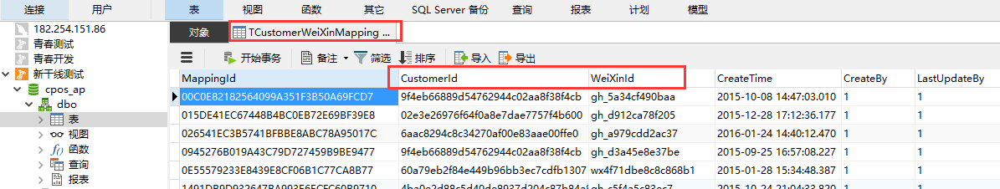 连接 用户 表 视图 函数 其它 SQL Server 备份 查询 报表 计划 模型
182.254.151.86
青春测试
青春开发
新干线测试
cpos_ap
dbo
表
视图
函数
查询
报表
对象 TCustomerWeiXinMapping ...
开始事务 备注 筛选 排序 导入 导出
MappingId CustomerId WeiXinId CreateTime CreateBy LastUpdateBy
00C0E82182564099A351F3B50A69FCD7 9f4eb66889d54762944c02aa8f38f4cb gh_5a34cf490baa 2015-10-08 14:47:03.010 1 1
015DE41EC67448B4BC0EB72E69BF39E8 02e3e26976f64f0a8e7dae7757f4b600 gh_d912ca78f205 2015-12-28 17:12:36.177 1 1
026541EC3B5741BFBBE8ABC78A95017C 6aac8294c8c34270af00e83aae00ffe0 gh_a979cdd2ac37 2016-01-24 14:40:12.470 1 1
0945276B019A43C79D727459B9BE9477 9f4eb66889d54762944c02aa8f38f4cb gh_d3a45e8e37be 2015-09-25 16:57:08.227 1 1
0E55579233E8439E8CF06B1C77CA8B77 60a79eb2f84e449b96bb3ec7cdfb1307 wx4f71dbe8c8c868b1 2015-01-28 15:34:48.387 1 1